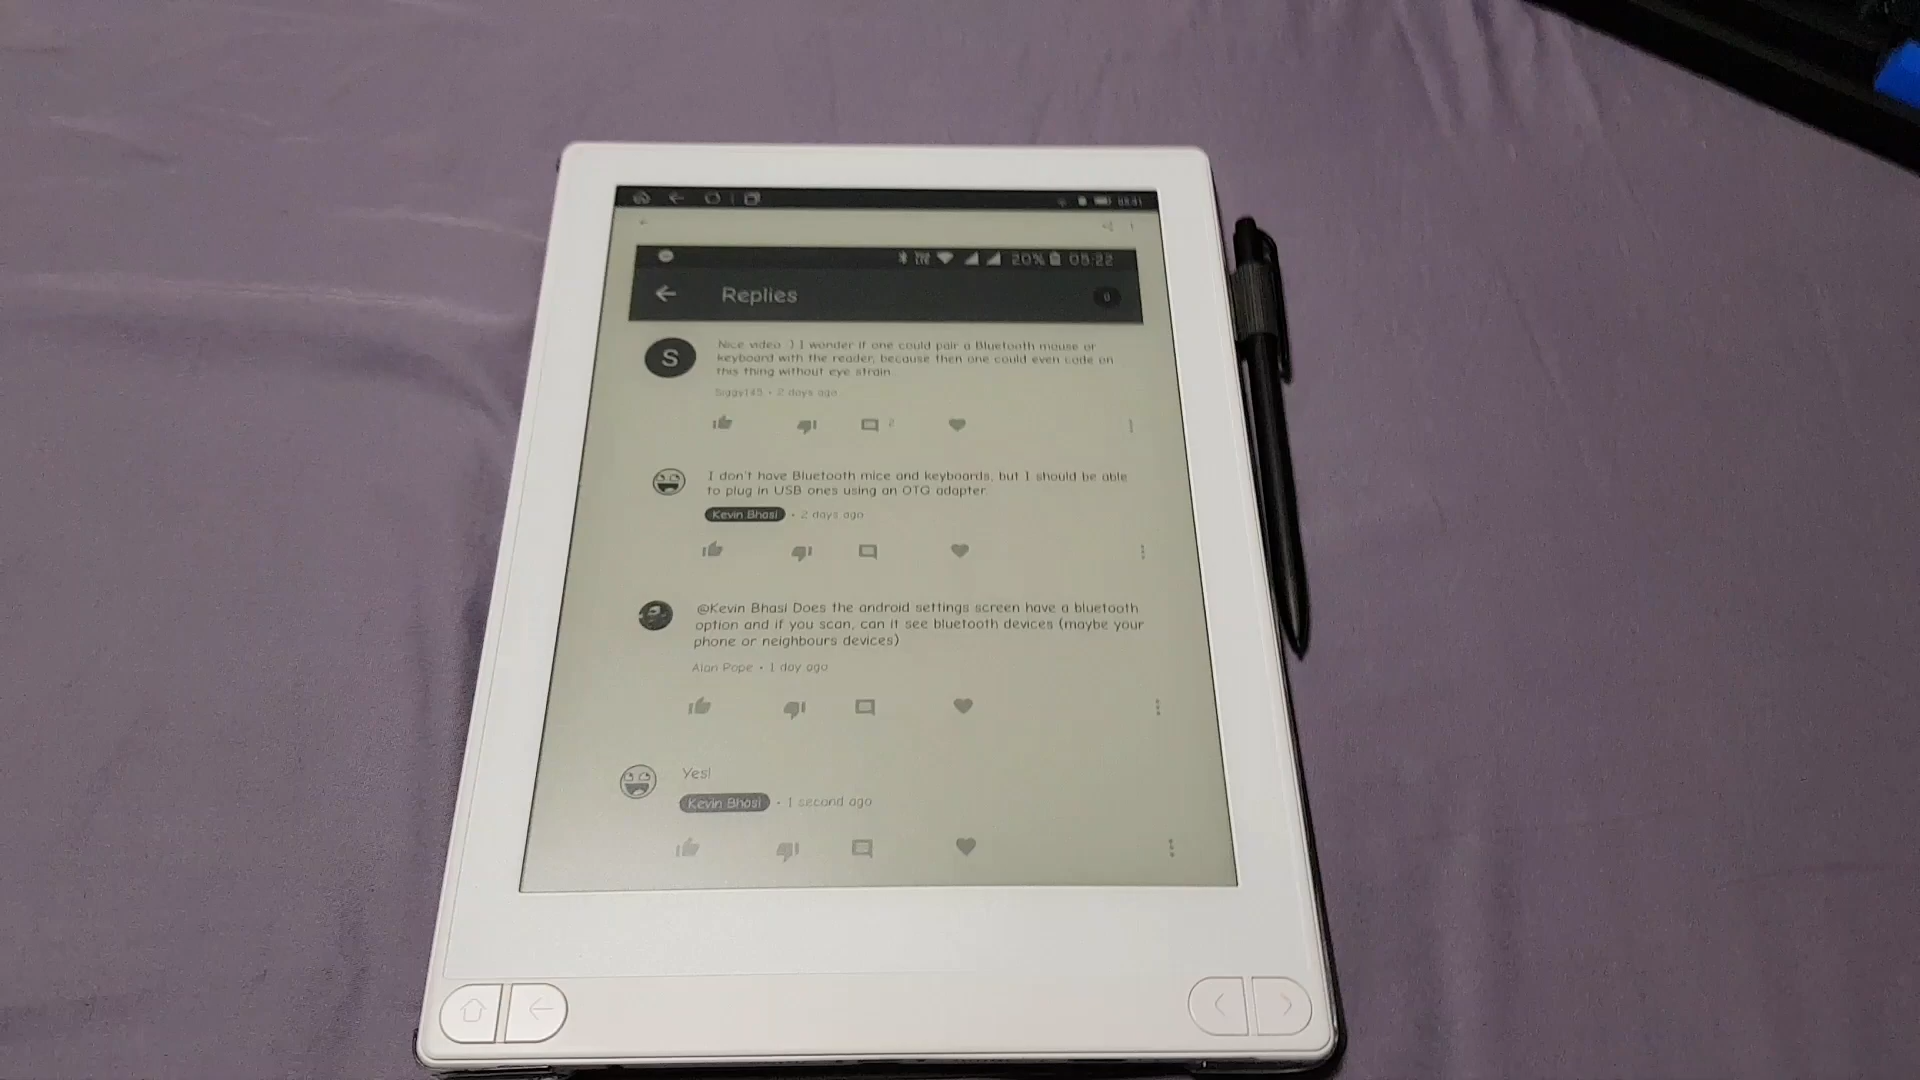 20% 05:22
Replies
0
S
Nice video :) I wonder if one could pair a Bluetooth mouse or
keyboard with the reader, because then one could even code on
this thing without eye strain.
Siggy145 • 2 days ago
2
I don't have Bluetooth mice and keyboards, but I should be able
to plug in USB ones using an OTG adapter.
Kevin Bhasi • 2 days ago
@Kevin Bhasi Does the android settings screen have a bluetooth
option and if you scan, can it see bluetooth devices (maybe your
phone or neighbours devices)
Alan Pope • 1 day ago
Yes!
Kevin Bhasi • 1 second ago